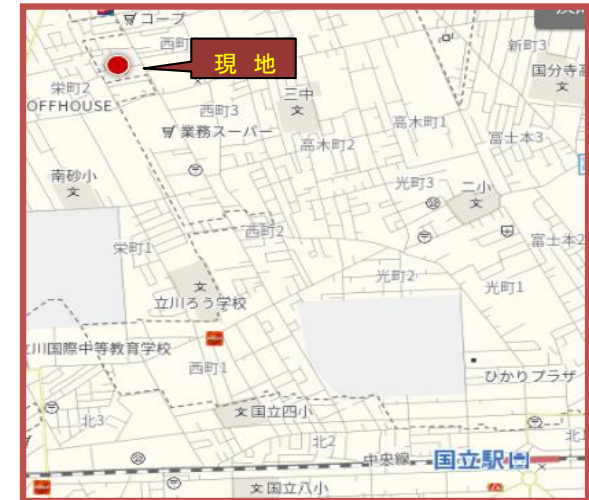 コープ
西町
現 地
新町3
国分寺高
文
栄町2
OFFHOUSE
西町3
三中
文
業務スーパー
高木町2
高木町1
富士本3
南砂小
文
光町3
二小
文
西町2
富士本2
栄町1
光町2
光町1
文
立川ろう学校
川国際中等教育学校
西町1
ひかりプラザ
文国立四小
北3
北2
北1
中央線
国立駅
文国立八小